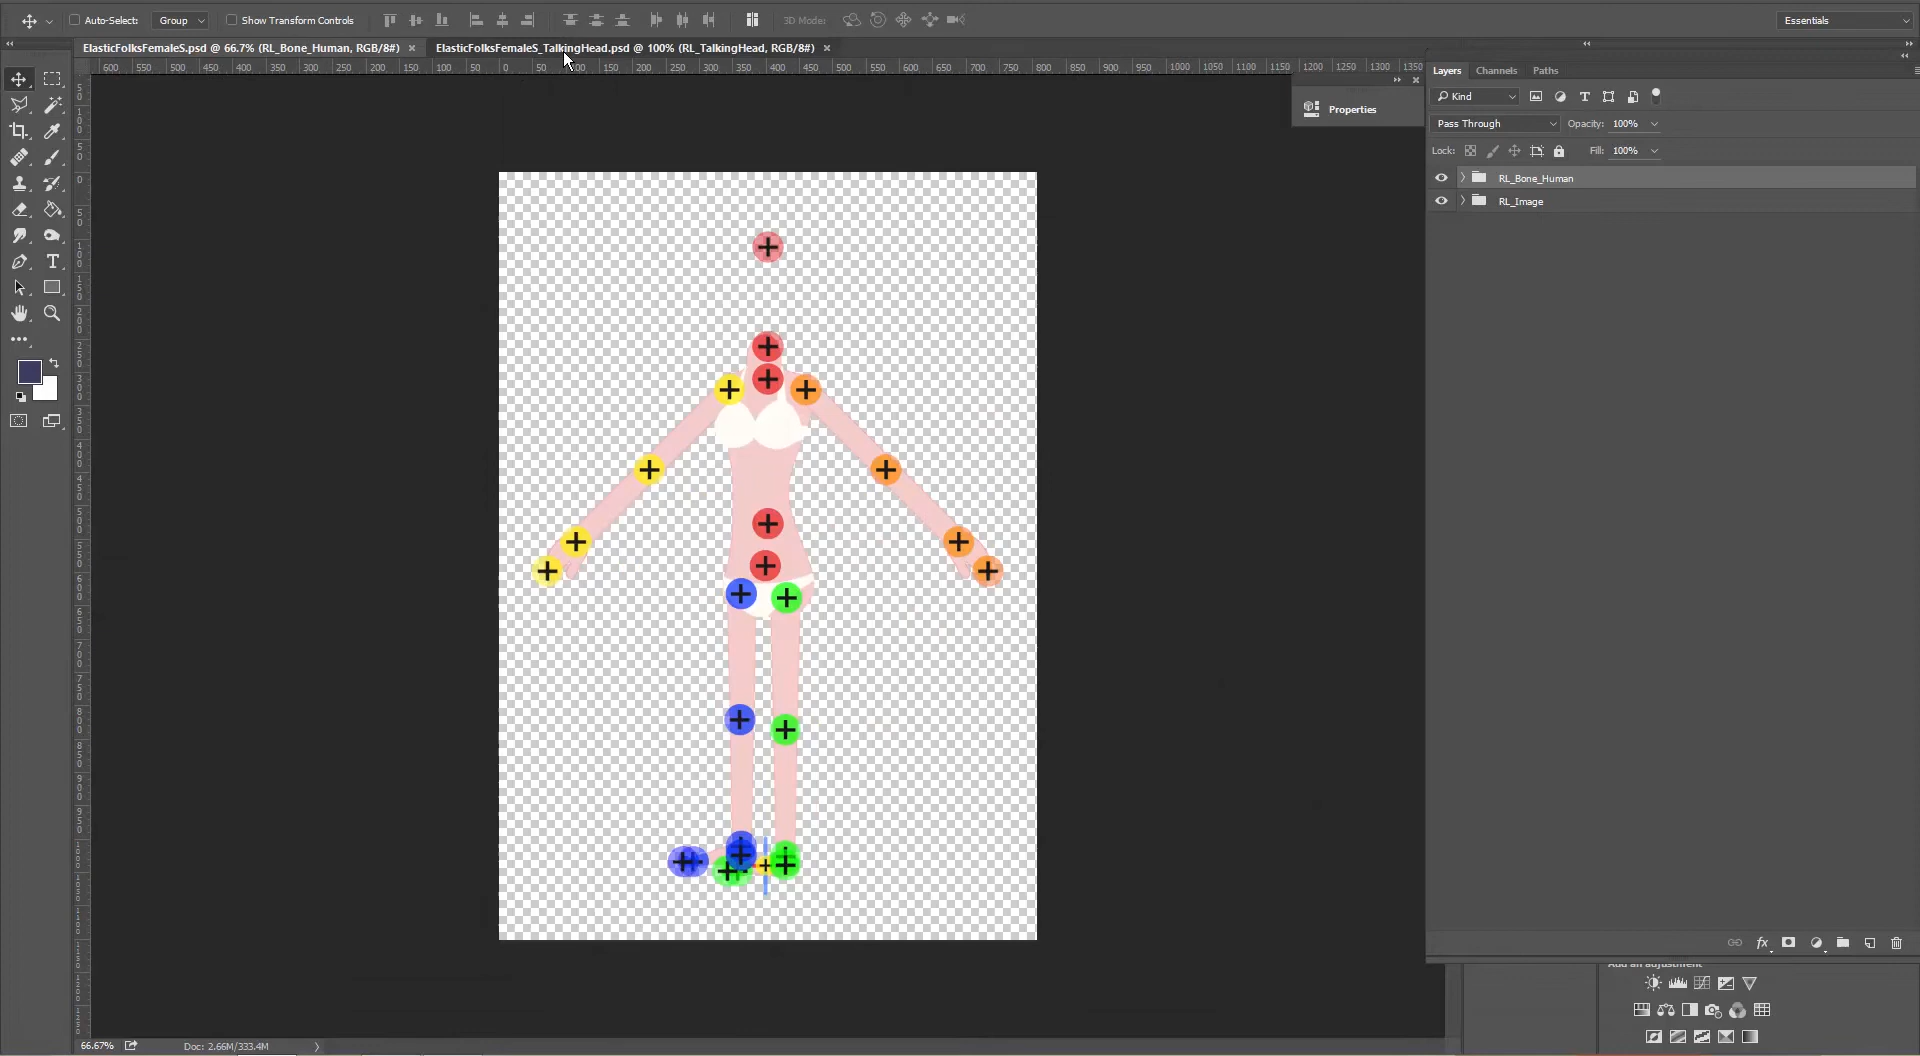 Auto-Select: Group Show Transform Controls 3D Mode: Essentials
ElasticFolksFemaleS.psd @ 66.7% (RL_Bone_Human, RGB/8#) × ElasticFolksFemaleS_TalkingHead.psd @ 100% (RL_TalkingHead, RGB/8#) ×
600 550 500 450 400 350 300 250 200 150 100 50 0 50 100 150 200 250 300 350 400 450 500 550 600 650 700 750 800 850 900 950 1000 1050 1100 1150 1200 1250 1300 1350
Layers Channels Paths
Kind
Properties
Pass Through Opacity: 100%
Lock: Fill: 100%
RL_Bone_Human
RL_Image
fx
Add an adjustment
66.67% Doc: 2.66M/333.4M